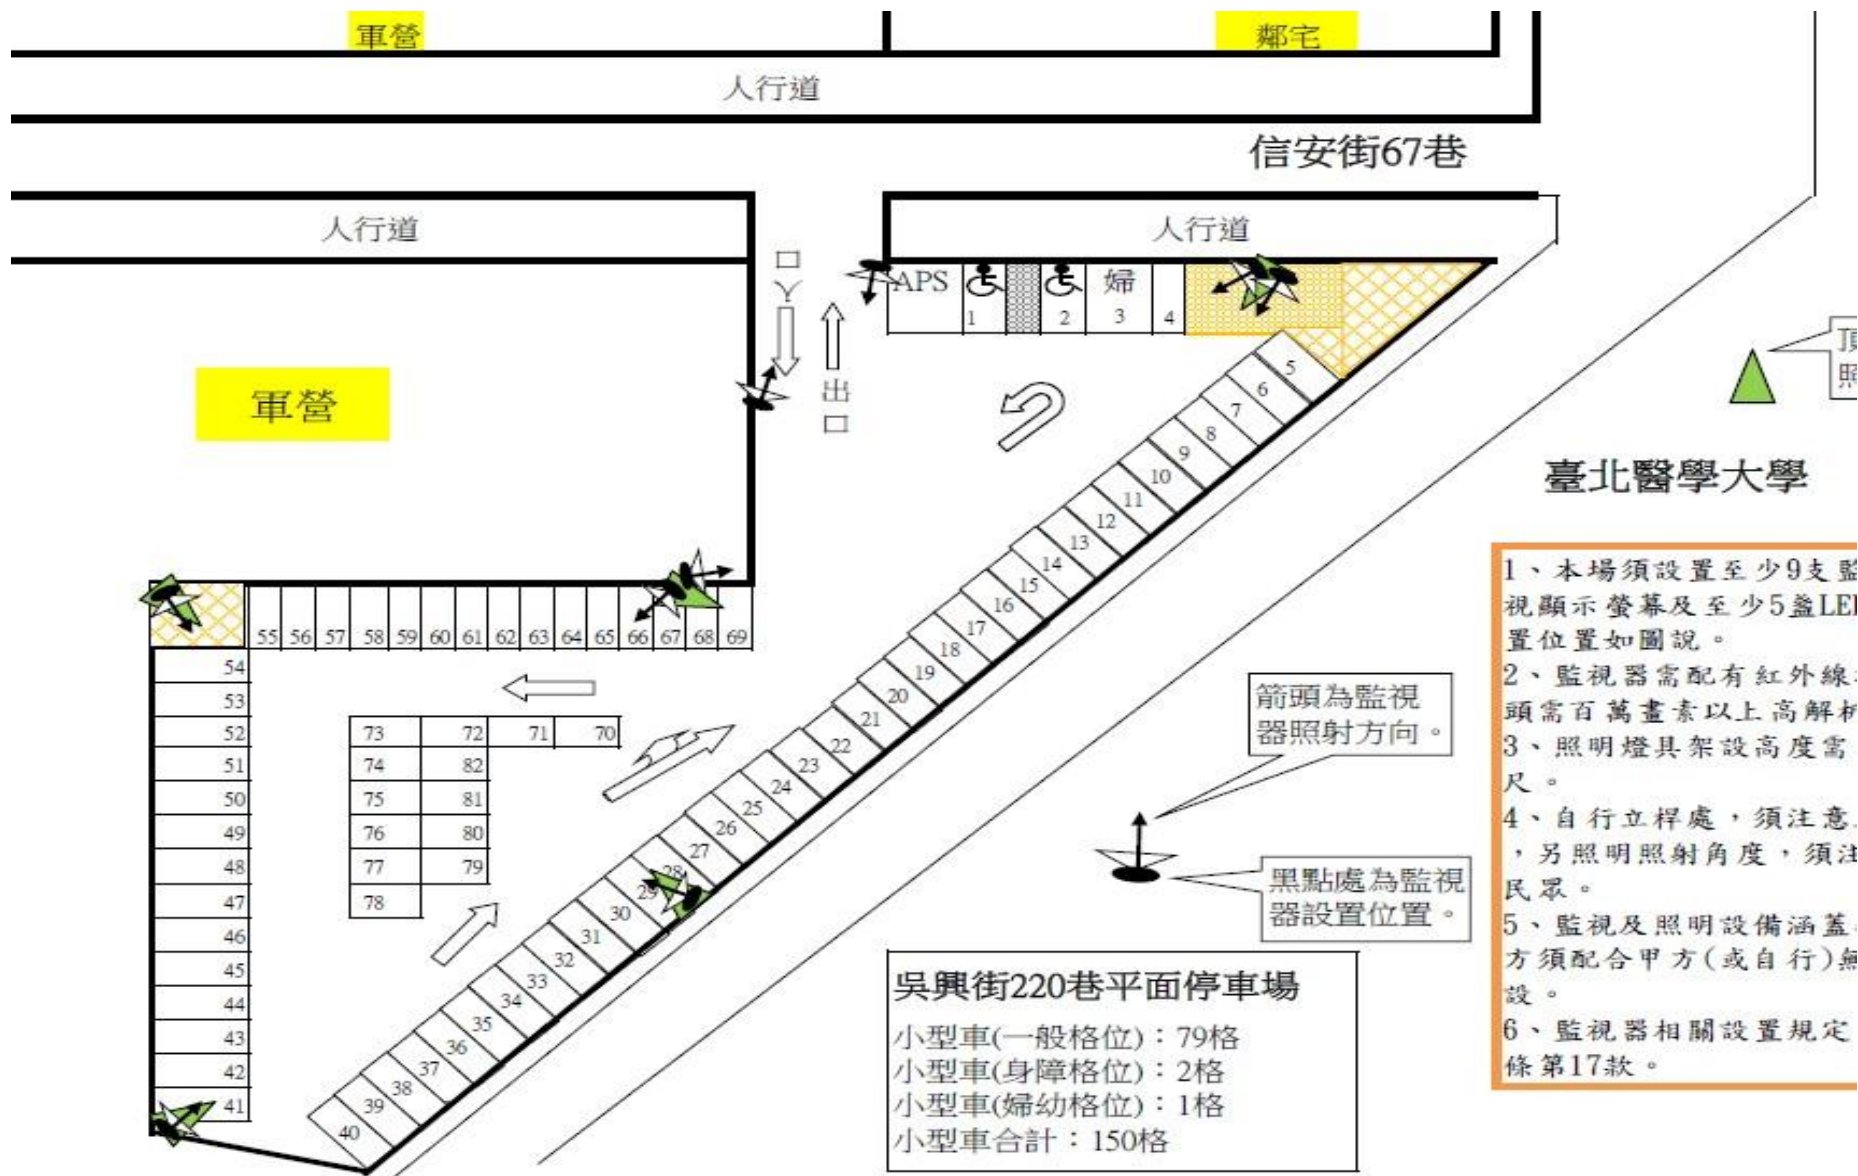 軍營
鄰宅
人行道
信安街67巷
人行道
人行道
入口
出口
APS
1
2
婦
3
4
軍營
5
6
7
8
9
10
11
12
13
14
15
16
17
18
19
20
21
22
23
24
25
26
27
28
29
30
31
32
33
34
35
36
37
38
39
40
55 56 57 58 59 60 61 62 63 64 65 66 67 68 69
54
53
52
51
50
49
48
47
46
45
44
43
42
41
73 72 71 70
74 82
75 81
76 80
77 79
78
頂
照
臺北醫學大學
箭頭為監視
器照射方向。
黑點處為監視
器設置位置。
吳興街220巷平面停車場
小型車(一般格位)：79格
小型車(身障格位)：2格
小型車(婦幼格位)：1格
小型車合計：150格
1、本場須設置至少9支監
視顯示螢幕及至少5盞LE
置位置如圖說。
2、監視器需配有紅外線
頭需百萬畫素以上高解析
3、照明燈具架設高度需
尺。
4、自行立桿處，須注意
，另照明照射角度，須注
民眾。
5、監視及照明設備涵蓋
方須配合甲方(或自行)無
設。
6、監視器相關設置規定
條第17款。